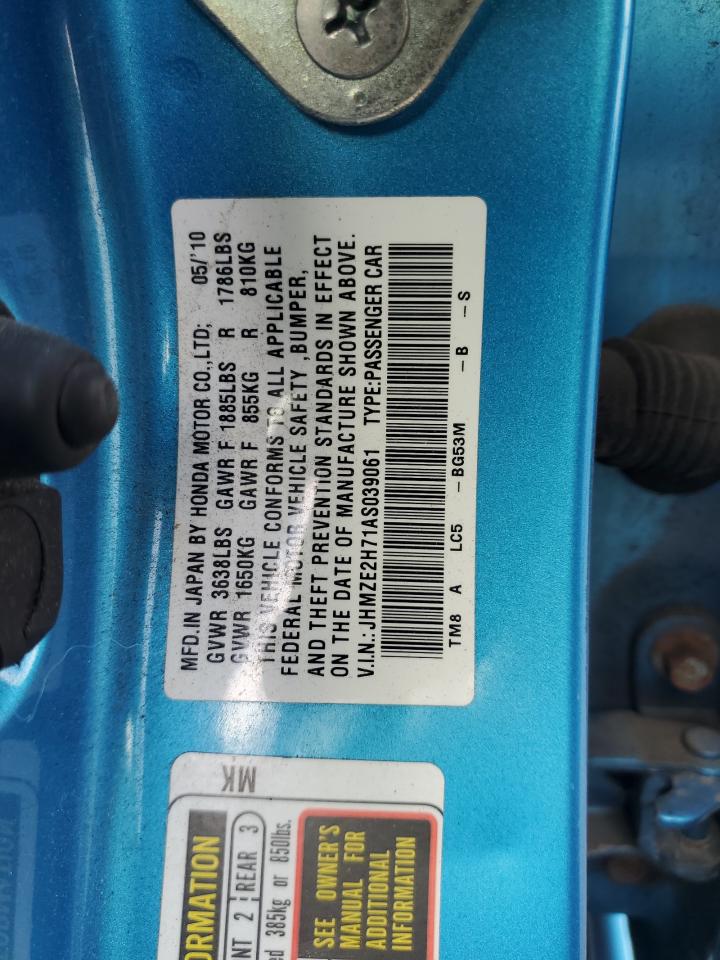 MFD.IN JAPAN BY HONDA MOTOR CO.,LTD; 05/'10
GVWR 3638LBS GAWR F 1885LBS R 1786LBS
GVWR 1650KG GAWR F 855KG R 810KG
THIS VEHICLE CONFORMS TO ALL APPLICABLE
FEDERAL MOTOR VEHICLE SAFETY ,BUMPER,
AND THEFT PREVENTION STANDARDS IN EFFECT
ON THE DATE OF MANUFACTURE SHOWN ABOVE.
V.I.N.: JHMZE2H71AS039861 TYPE:PASSENGER CAR
TM8 A LC5 -BG53M -B -S
MK
ORMATION
NT 2 REAR 3
ed 385kg or 850lbs.
SEE OWNER'S
MANUAL FOR
ADDITIONAL
INFORMATION